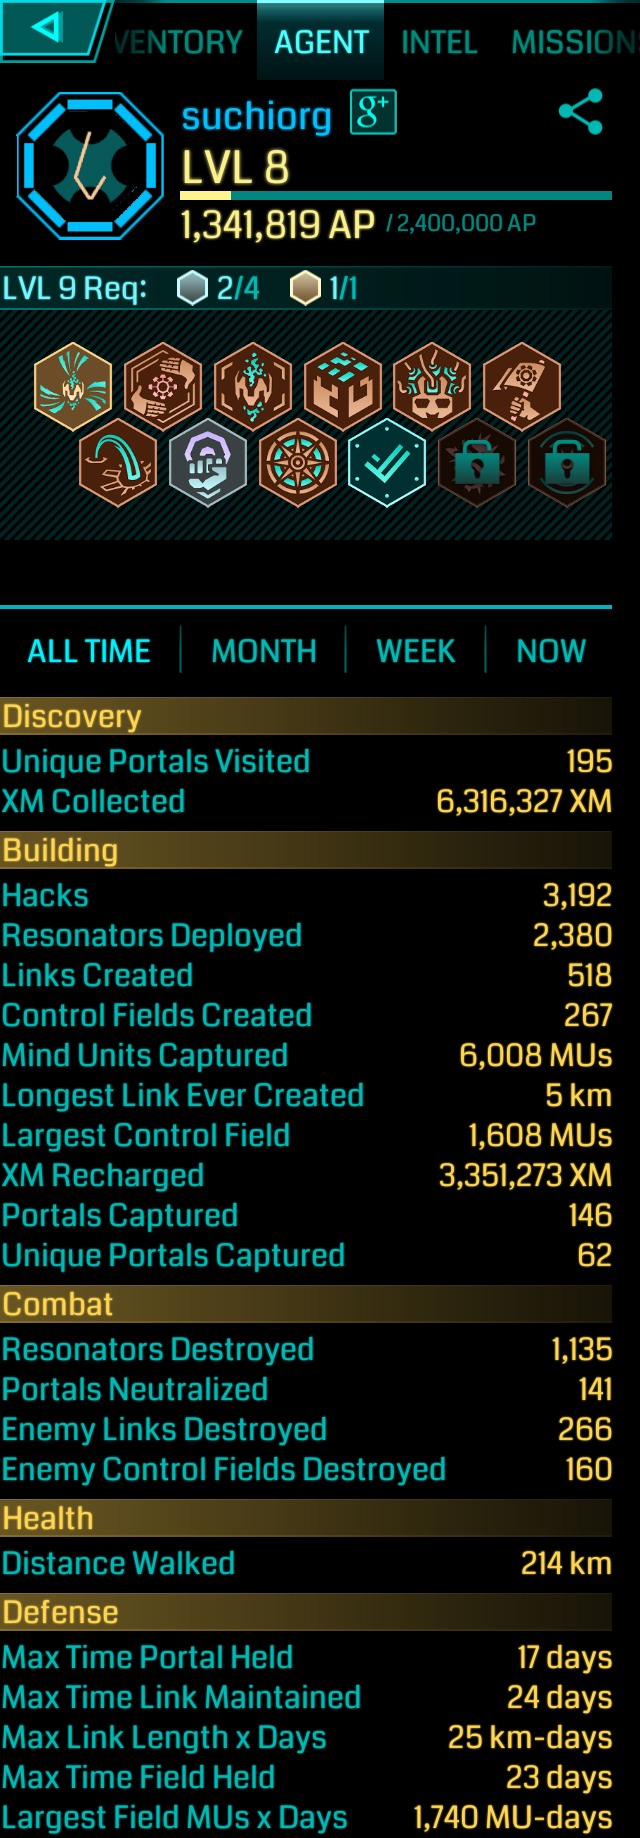 VENTORY AGENT INTEL MISSION
suchiorg g+
LVL 8
1,341,819 AP / 2,400,000 AP
LVL 9 Req: 2/4 1/1
ALL TIME MONTH WEEK NOW
Discovery
Unique Portals Visited 195
XM Collected 6,316,327 XM
Building
Hacks 3,192
Resonators Deployed 2,380
Links Created 518
Control Fields Created 267
Mind Units Captured 6,008 MUs
Longest Link Ever Created 5 km
Largest Control Field 1,608 MUs
XM Recharged 3,351,273 XM
Portals Captured 146
Unique Portals Captured 62
Combat
Resonators Destroyed 1,135
Portals Neutralized 141
Enemy Links Destroyed 266
Enemy Control Fields Destroyed 160
Health
Distance Walked 214 km
Defense
Max Time Portal Held 17 days
Max Time Link Maintained 24 days
Max Link Length x Days 25 km-days
Max Time Field Held 23 days
Largest Field MUs x Days 1,740 MU-days